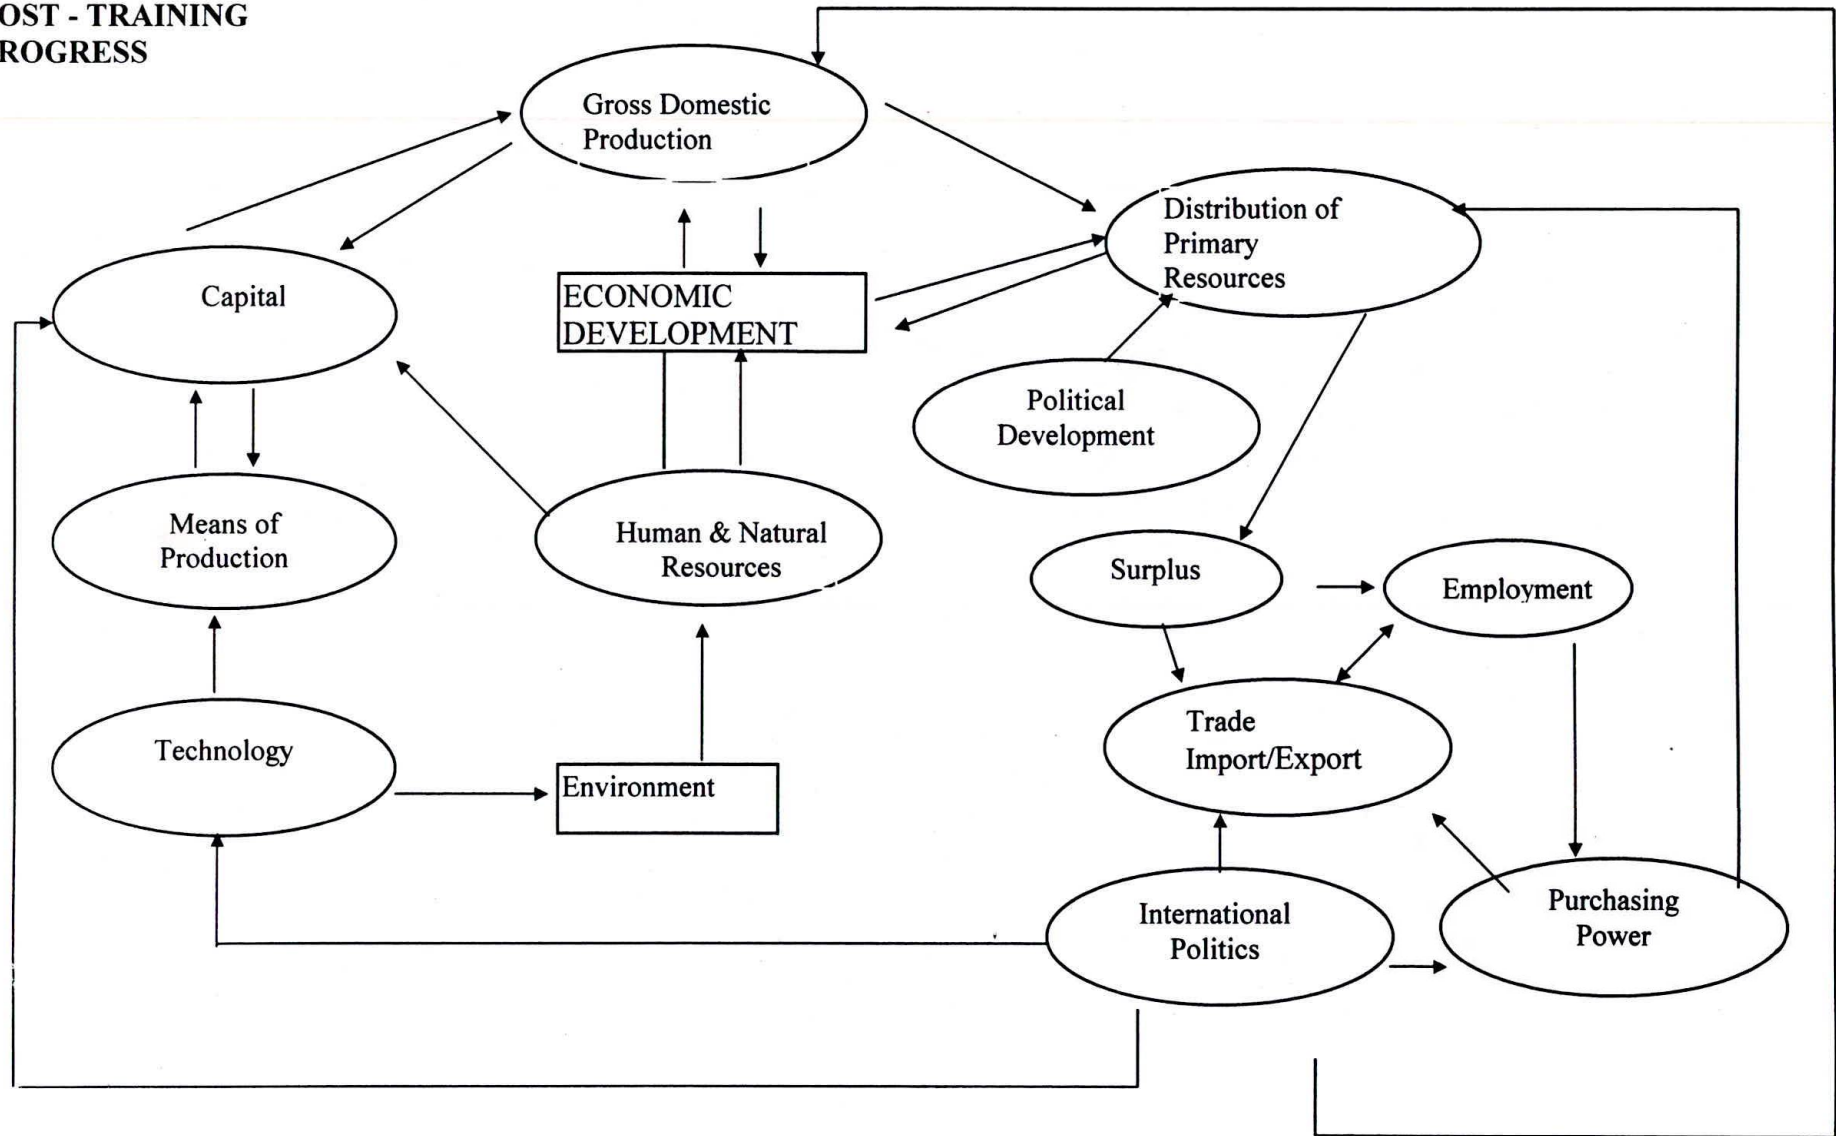 OST - TRAINING
ROGRESS
Gross Domestic
Production
Distribution of
Primary
Resources
Capital
ECONOMIC
DEVELOPMENT
Political
Development
Means of
Production
Human & Natural
Resources
Surplus
Employment
Trade
Import/Export
Technology
Environment
International
Politics
Purchasing
Power